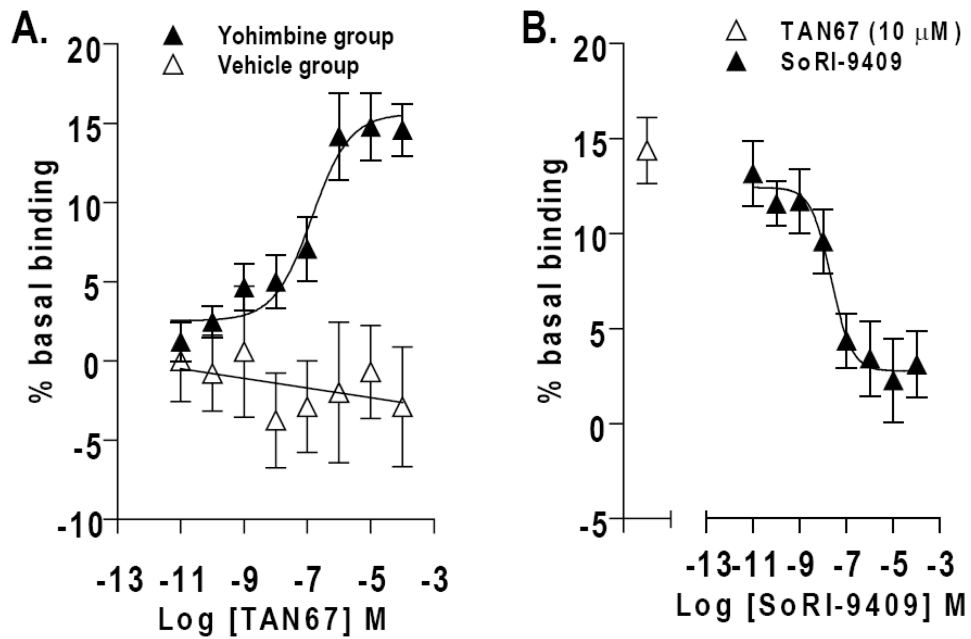 A.
▲ Yohimbine group
△ Vehicle group
% basal binding
20
15
10
5
0
-5
-10
-13 -11 -9 -7 -5 -3
Log [TAN67] M
B.
△ TAN67 (10 μM)
▲ SoRI-9409
% basal binding
20
15
10
5
0
-5
-13 -11 -9 -7 -5 -3
Log [SoRI-9409] M